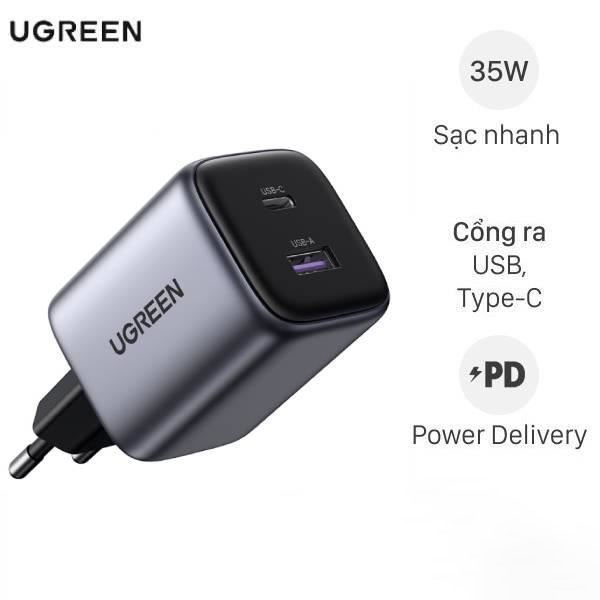 UGREEN
35W
Sạc nhanh
USB-C
USB-A
UGREEN
Cổng ra
USB,
Type-C
PD
Power Delivery